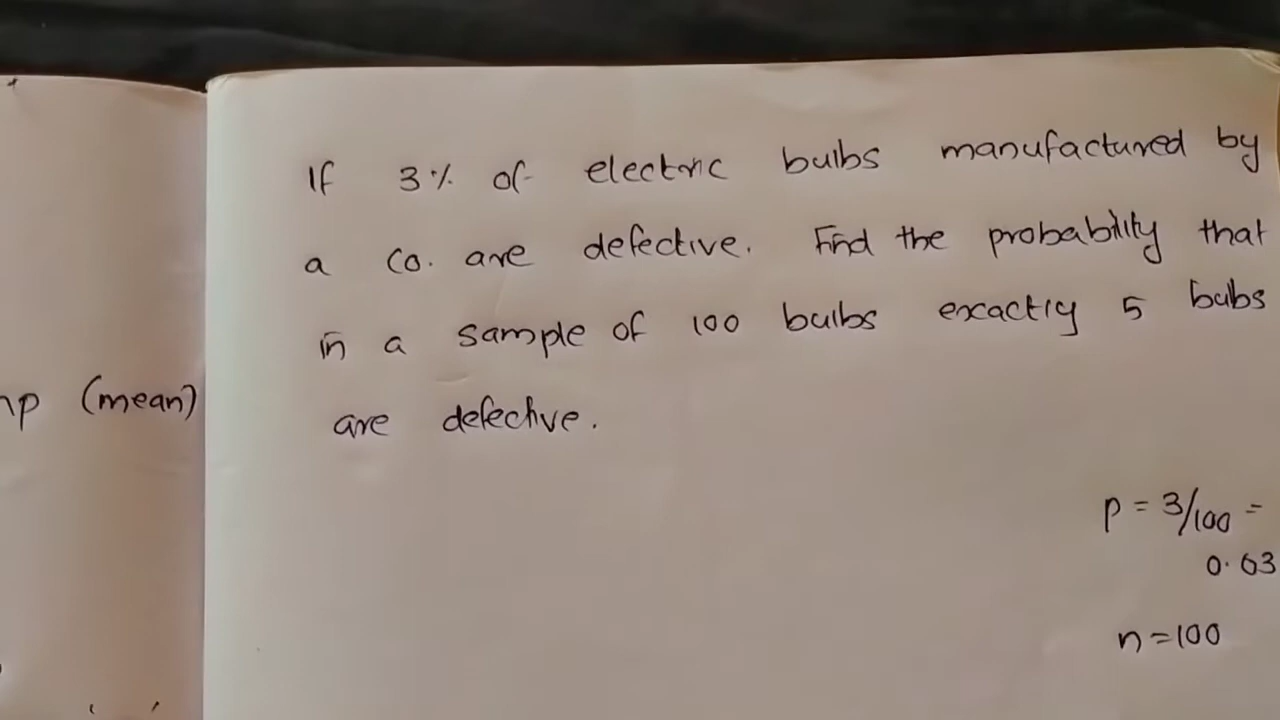 If 3% of electric bulbs manufactured by
a co. are defective. Find the probability that
in a sample of 100 bulbs exactly 5 bubs
are defective.
np (mean)
p = 3/100 =
0.03
n = 100